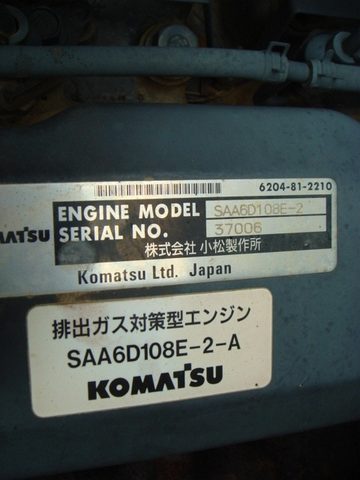 6204-81-2210
ENGINE MODEL SAA6D108E-2
MATSU SERIAL NO. 37006
株式会社 小松製作所
Komatsu Ltd. Japan
排出ガス対策型エンジン
SAA6D108E-2-A
KOMATSU